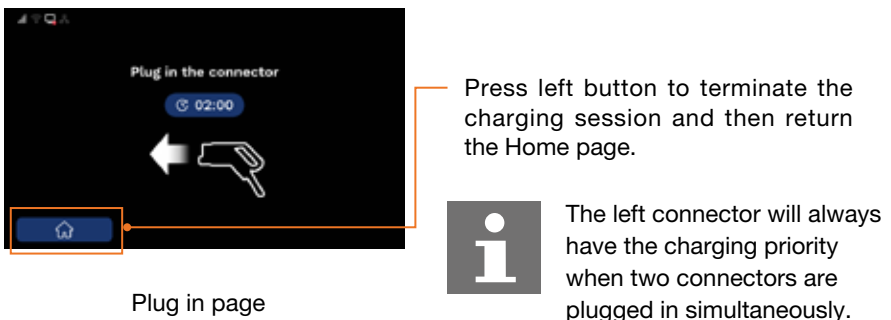 Plug in the connector
02:00
Plug in page
Press left button to terminate the
charging session and then return
the Home page.
The left connector will always
have the charging priority
when two connectors are
plugged in simultaneously.